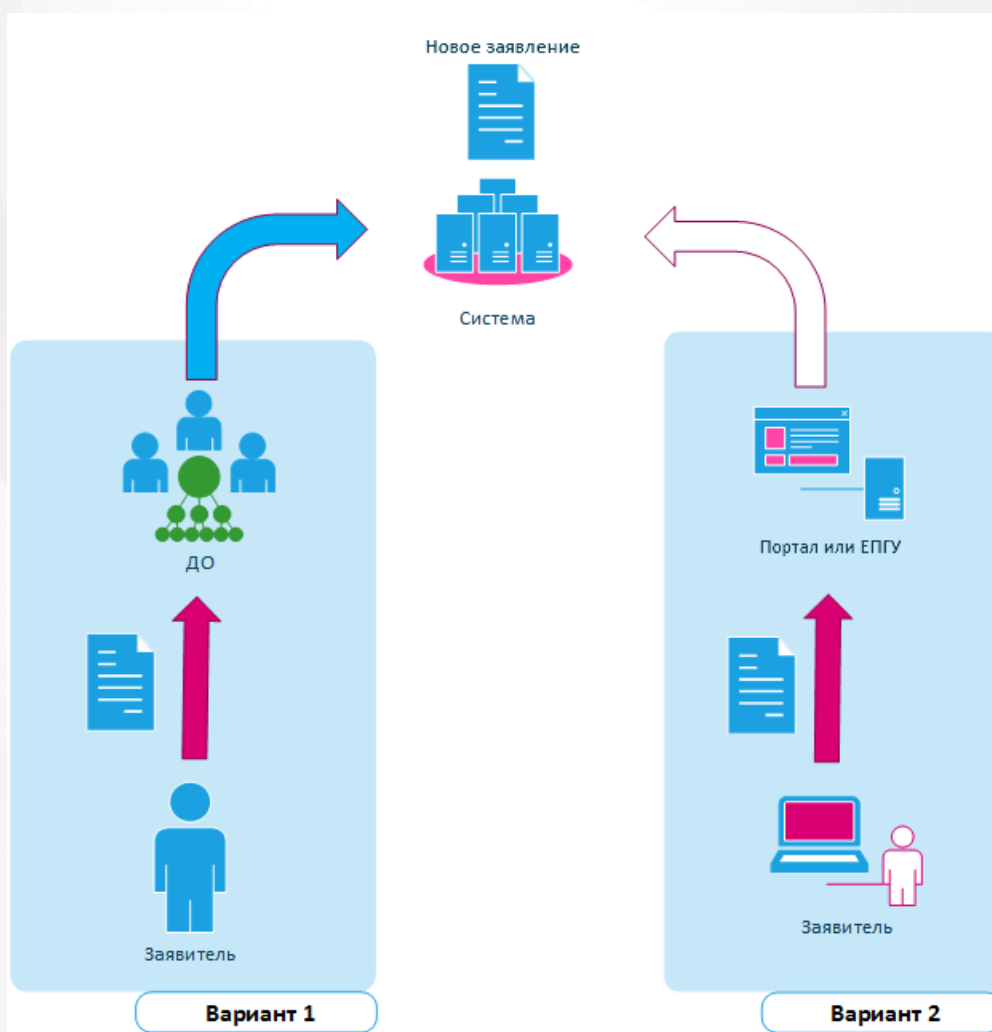 Новое заявление
Система
ДО
Портал или ЕПГУ
Заявитель
Заявитель
Вариант 1
Вариант 2